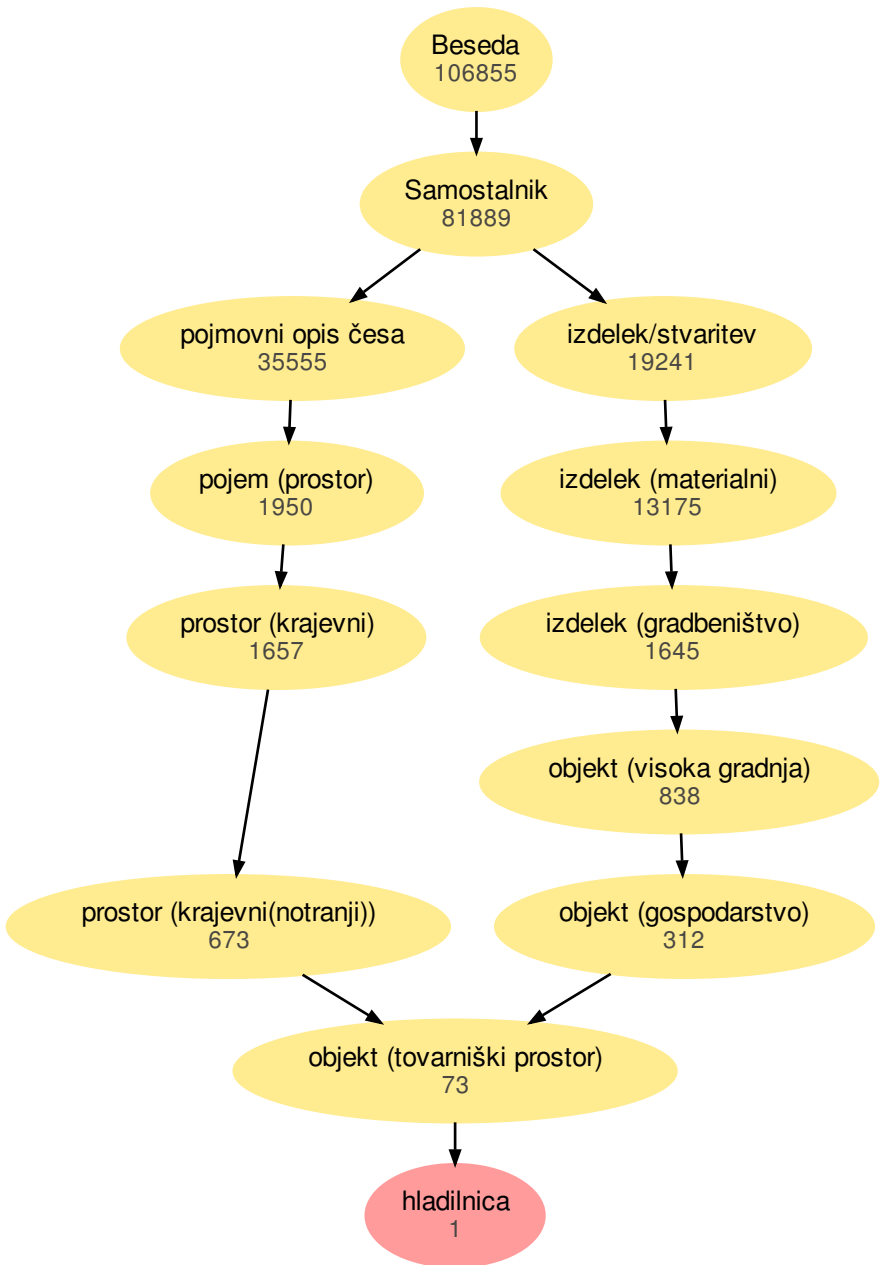 Beseda
106855
Samostalnik
81889
pojmovni opis česa
35555
izdelek/stvaritev
19241
pojem (prostor)
1950
izdelek (materialni)
13175
prostor (krajevni)
1657
izdelek (gradbeništvo)
1645
objekt (visoka gradnja)
838
prostor (krajevni(notranji))
673
objekt (gospodarstvo)
312
objekt (tovarniški prostor)
73
hladilnica
1